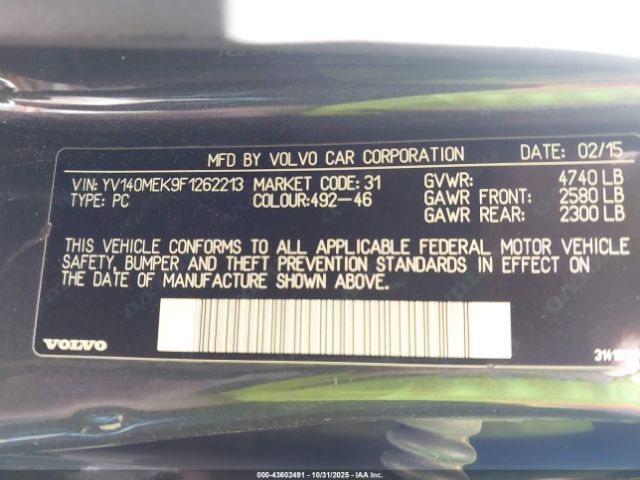 MFD BY VOLVO CAR CORPORATION DATE: 02/15
VIN: YV140MEK9F1262213 MARKET CODE: 31 GVWR: 4740 LB
TYPE: PC COLOUR:492-46 GAWR FRONT: 2580 LB
GAWR REAR: 2300 LB
THIS VEHICLE CONFORMS TO ALL APPLICABLE FEDERAL MOTOR VEHICLE
SAFETY, BUMPER AND THEFT PREVENTION STANDARDS IN EFFECT ON
THE DATE OF MANUFACTURE SHOWN ABOVE.
VOLVO
000-43602491 - 10/31/2025 - IAA, Inc.